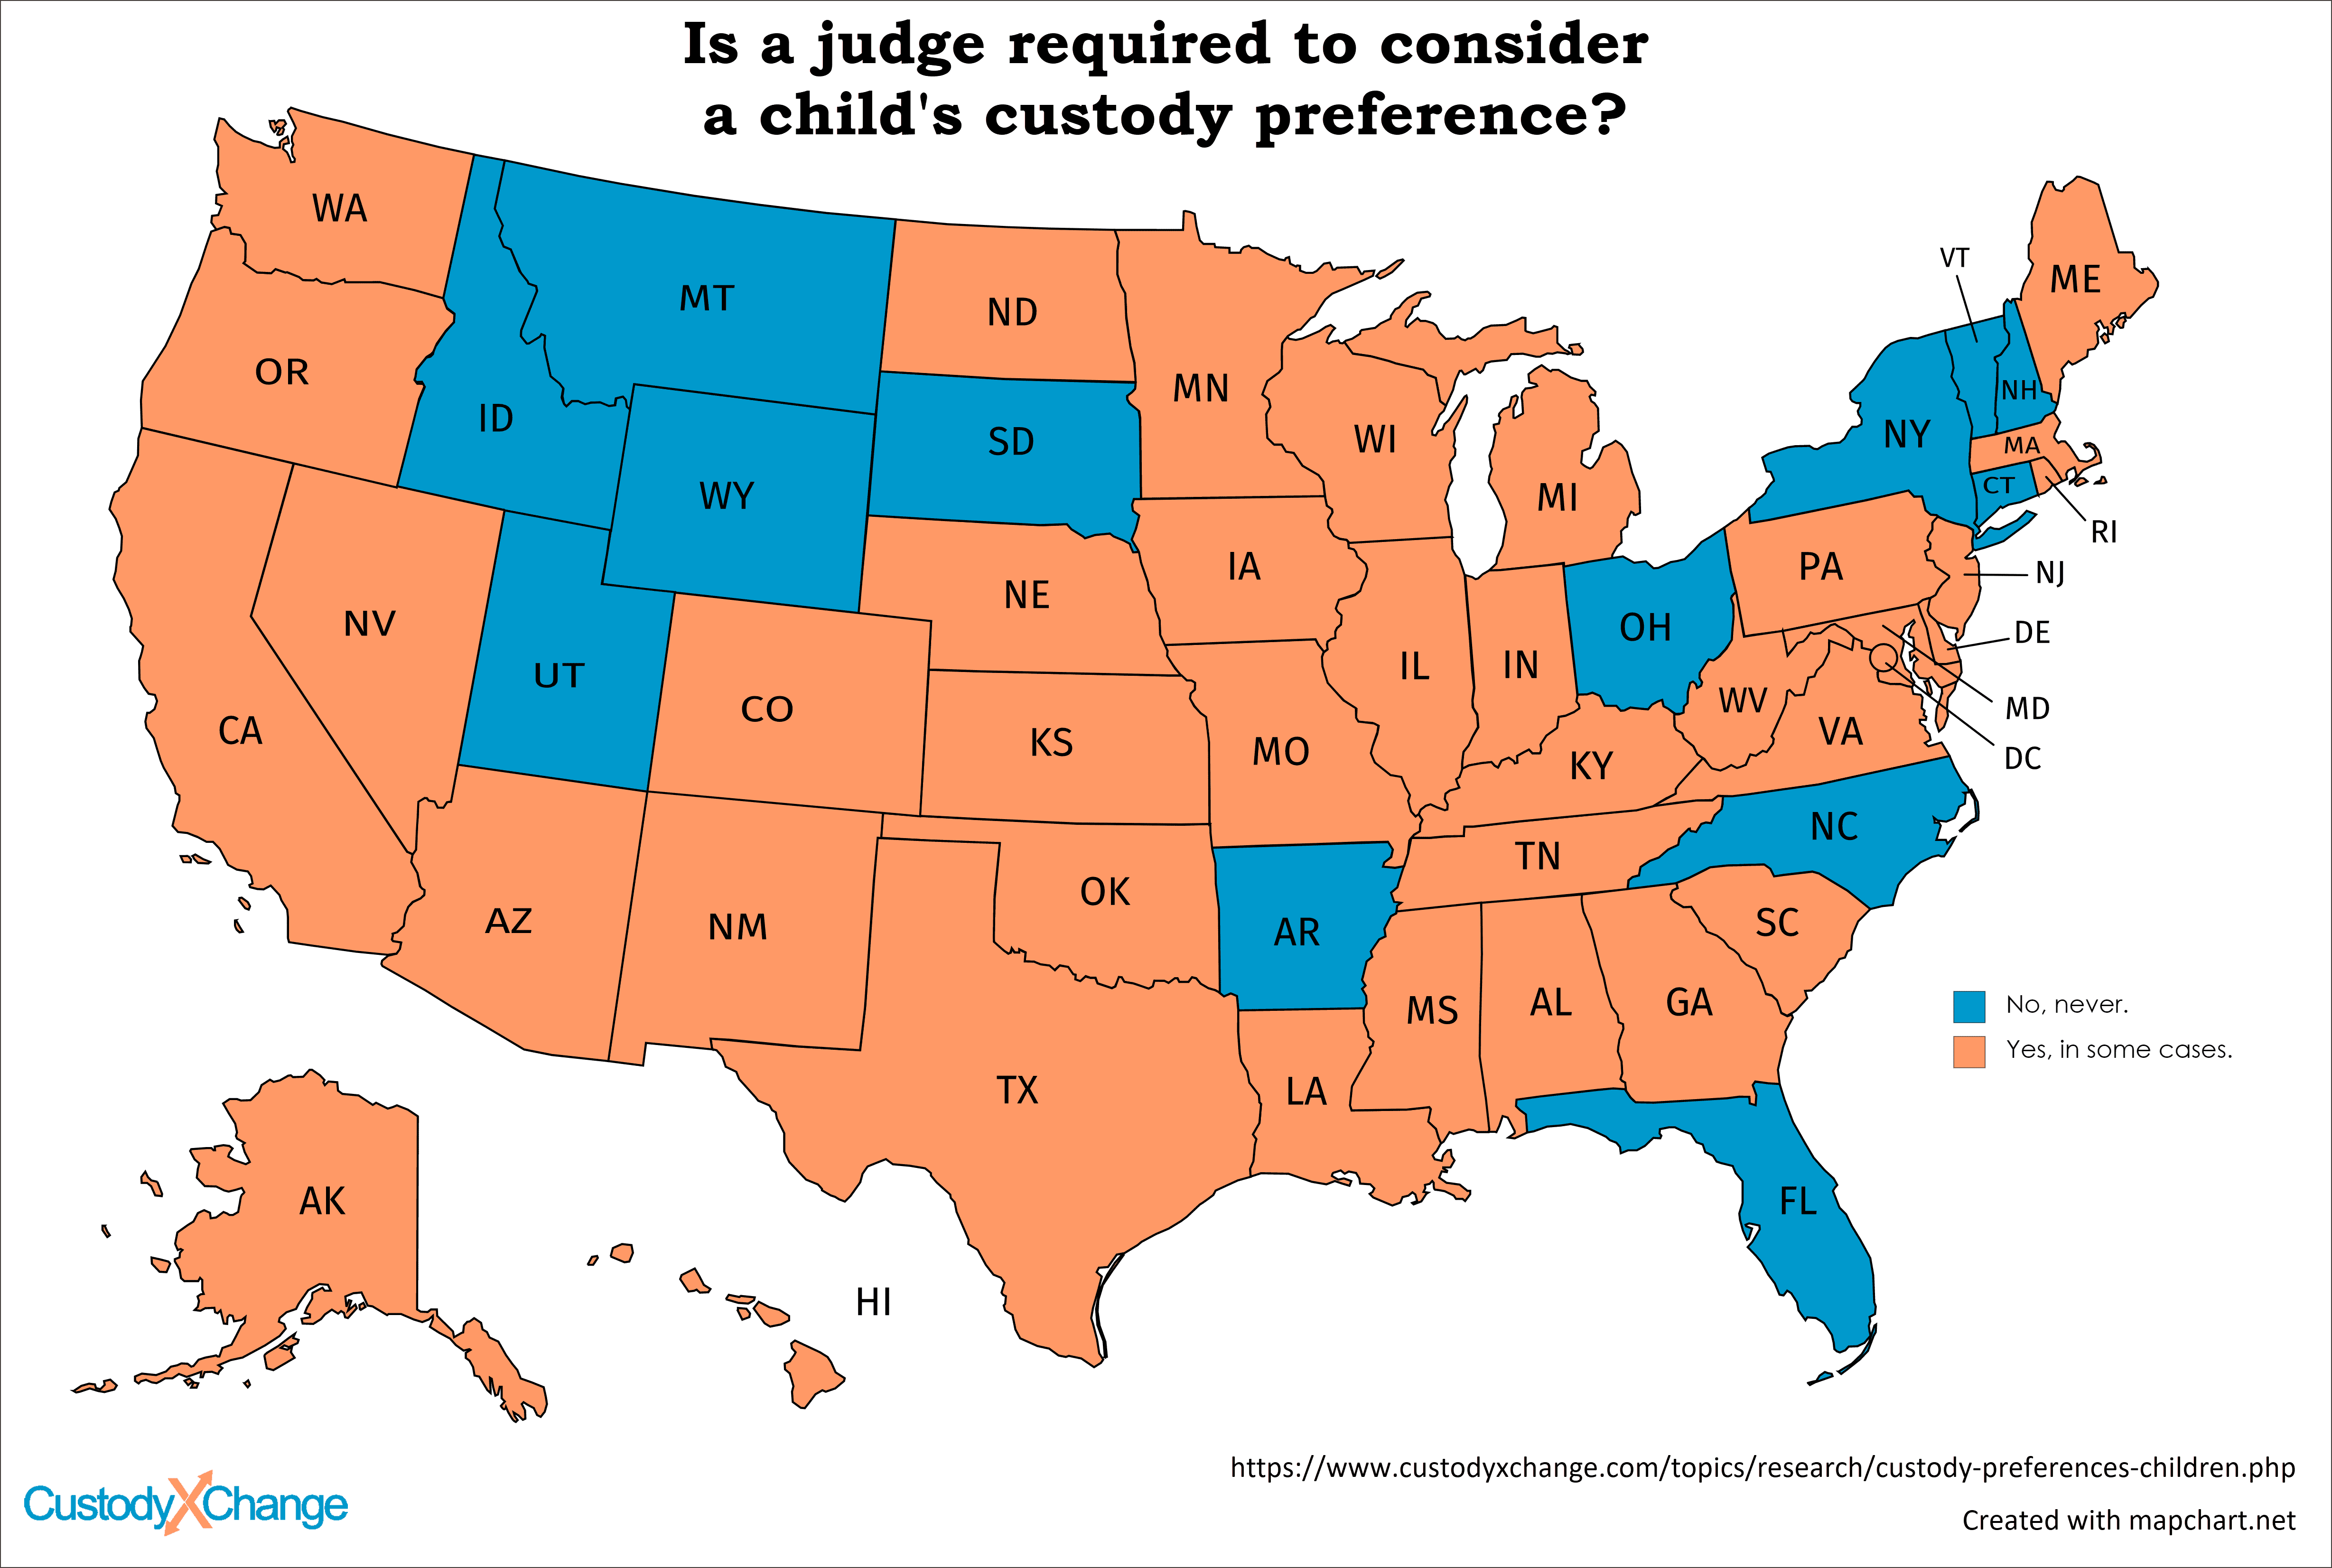 Is a judge required to consider
a child's custody preference?
WA
MT
ND
MN
VT
ME
OR
ID
SD
WI
NH
NY
MA
WY
MI
CT
RI
IA
PA
NJ
NE
NV
OH
DE
UT
IL
IN
CO
WV
MD
CA
KS
MO
VA
DC
KY
NC
TN
OK
AZ
NM
AR
SC
MS
AL
GA
No, never.
Yes, in some cases.
TX
LA
AK
FL
HI
https://www.custodyxchange.com/topics/research/custody-preferences-children.php
CustodyXChange
Created with mapchart.net